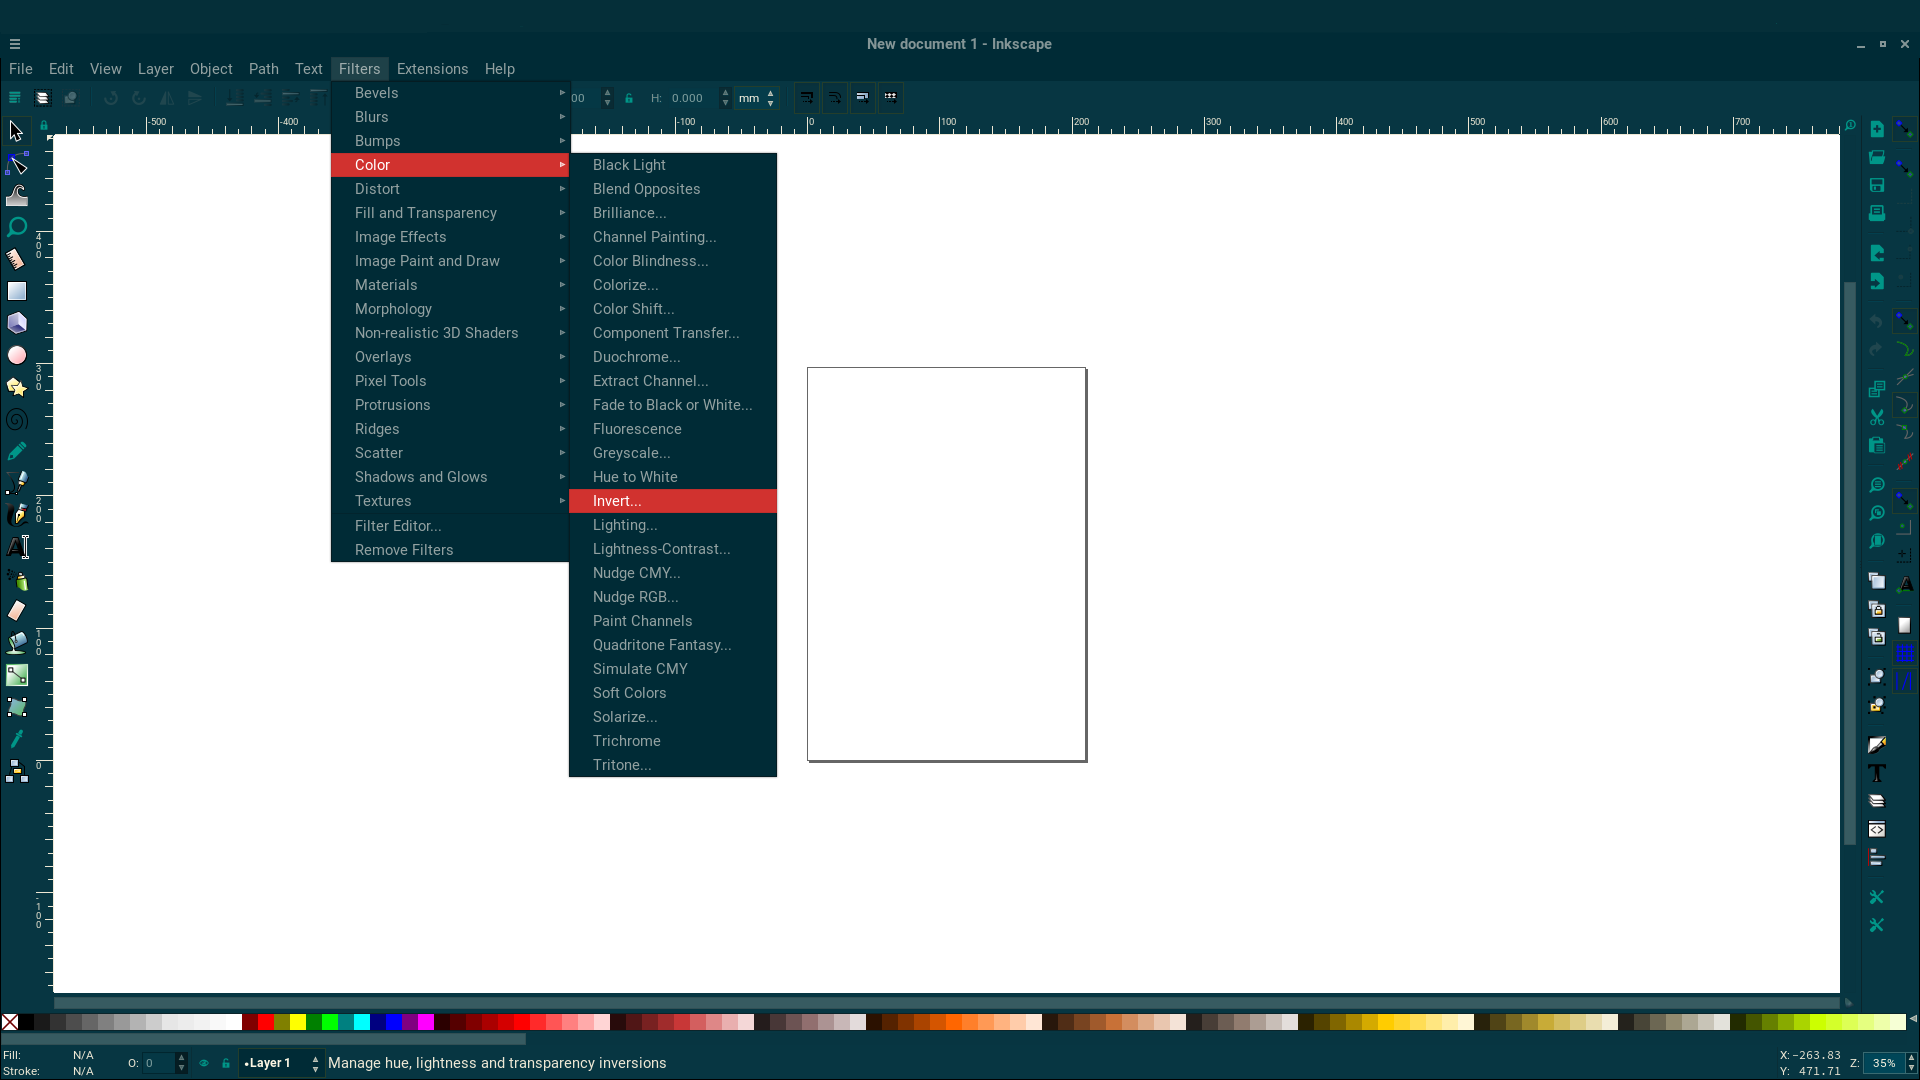 New document 1 - Inkscape
File Edit View Layer Object Path Text Filters Extensions Help
00 H: 0.000 mm
-500 -400 -100 0 100 200 300 400 500 600 700
Bevels
Blurs
Bumps
Color
Distort
Fill and Transparency
Image Effects
Image Paint and Draw
Materials
Morphology
Non-realistic 3D Shaders
Overlays
Pixel Tools
Protrusions
Ridges
Scatter
Shadows and Glows
Textures
Filter Editor...
Remove Filters
Black Light
Blend Opposites
Brilliance...
Channel Painting...
Color Blindness...
Colorize...
Color Shift...
Component Transfer...
Duochrome...
Extract Channel...
Fade to Black or White...
Fluorescence
Greyscale...
Hue to White
Invert...
Lighting...
Lightness-Contrast...
Nudge CMY...
Nudge RGB...
Paint Channels
Quadritone Fantasy...
Simulate CMY
Soft Colors
Solarize...
Trichrome
Tritone...
400
300
200
100
0
-100
Fill: N/A
Stroke: N/A
O: 0
•Layer 1
Manage hue, lightness and transparency inversions
X: -263.83
Y: 471.71
Z: 35%